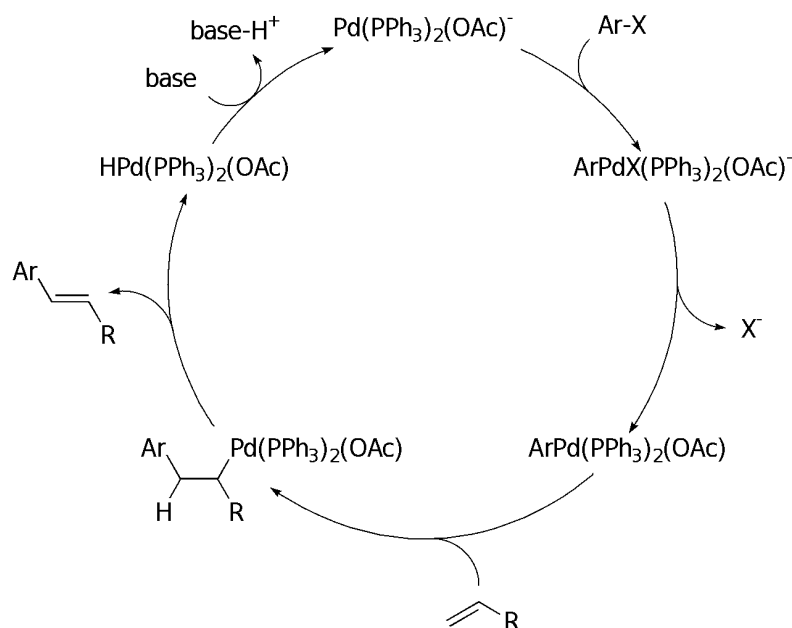 Pd(PPh₃)₂(OAc)⁻
base-H⁺
Ar-X
base
HPd(PPh₃)₂(OAc)
ArPdX(PPh₃)₂(OAc)⁻
Ar
R
X⁻
Ar
Pd(PPh₃)₂(OAc)
H
R
ArPd(PPh₃)₂(OAc)
R